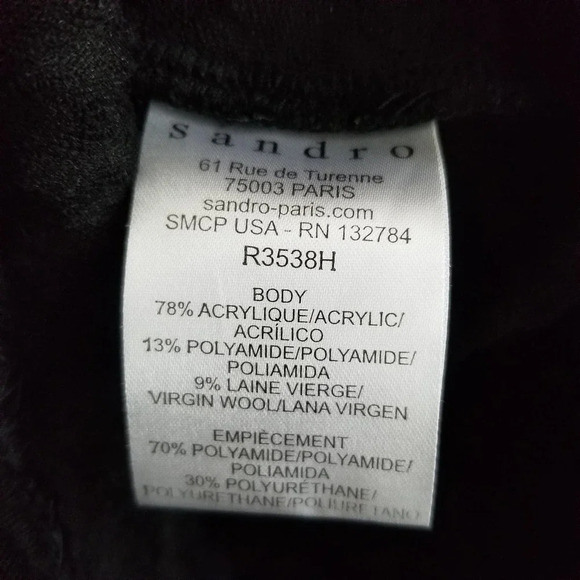 sandro
61 Rue de Turenne
75003 PARIS
sandro-paris.com
SMCP USA - RN 132784
R3538H
BODY
78% ACRYLIQUE/ACRYLIC/
ACRÍLICO
13% POLYAMIDE/POLYAMIDE/
POLIAMIDA
9% LAINE VIERGE/
VIRGIN WOOL/LANA VIRGEN
EMPIÈCEMENT
70% POLYAMIDE/POLYAMIDE/
POLIAMIDA
30% POLYURÉTHANE/
POLYURETHANE/POLIURETANO